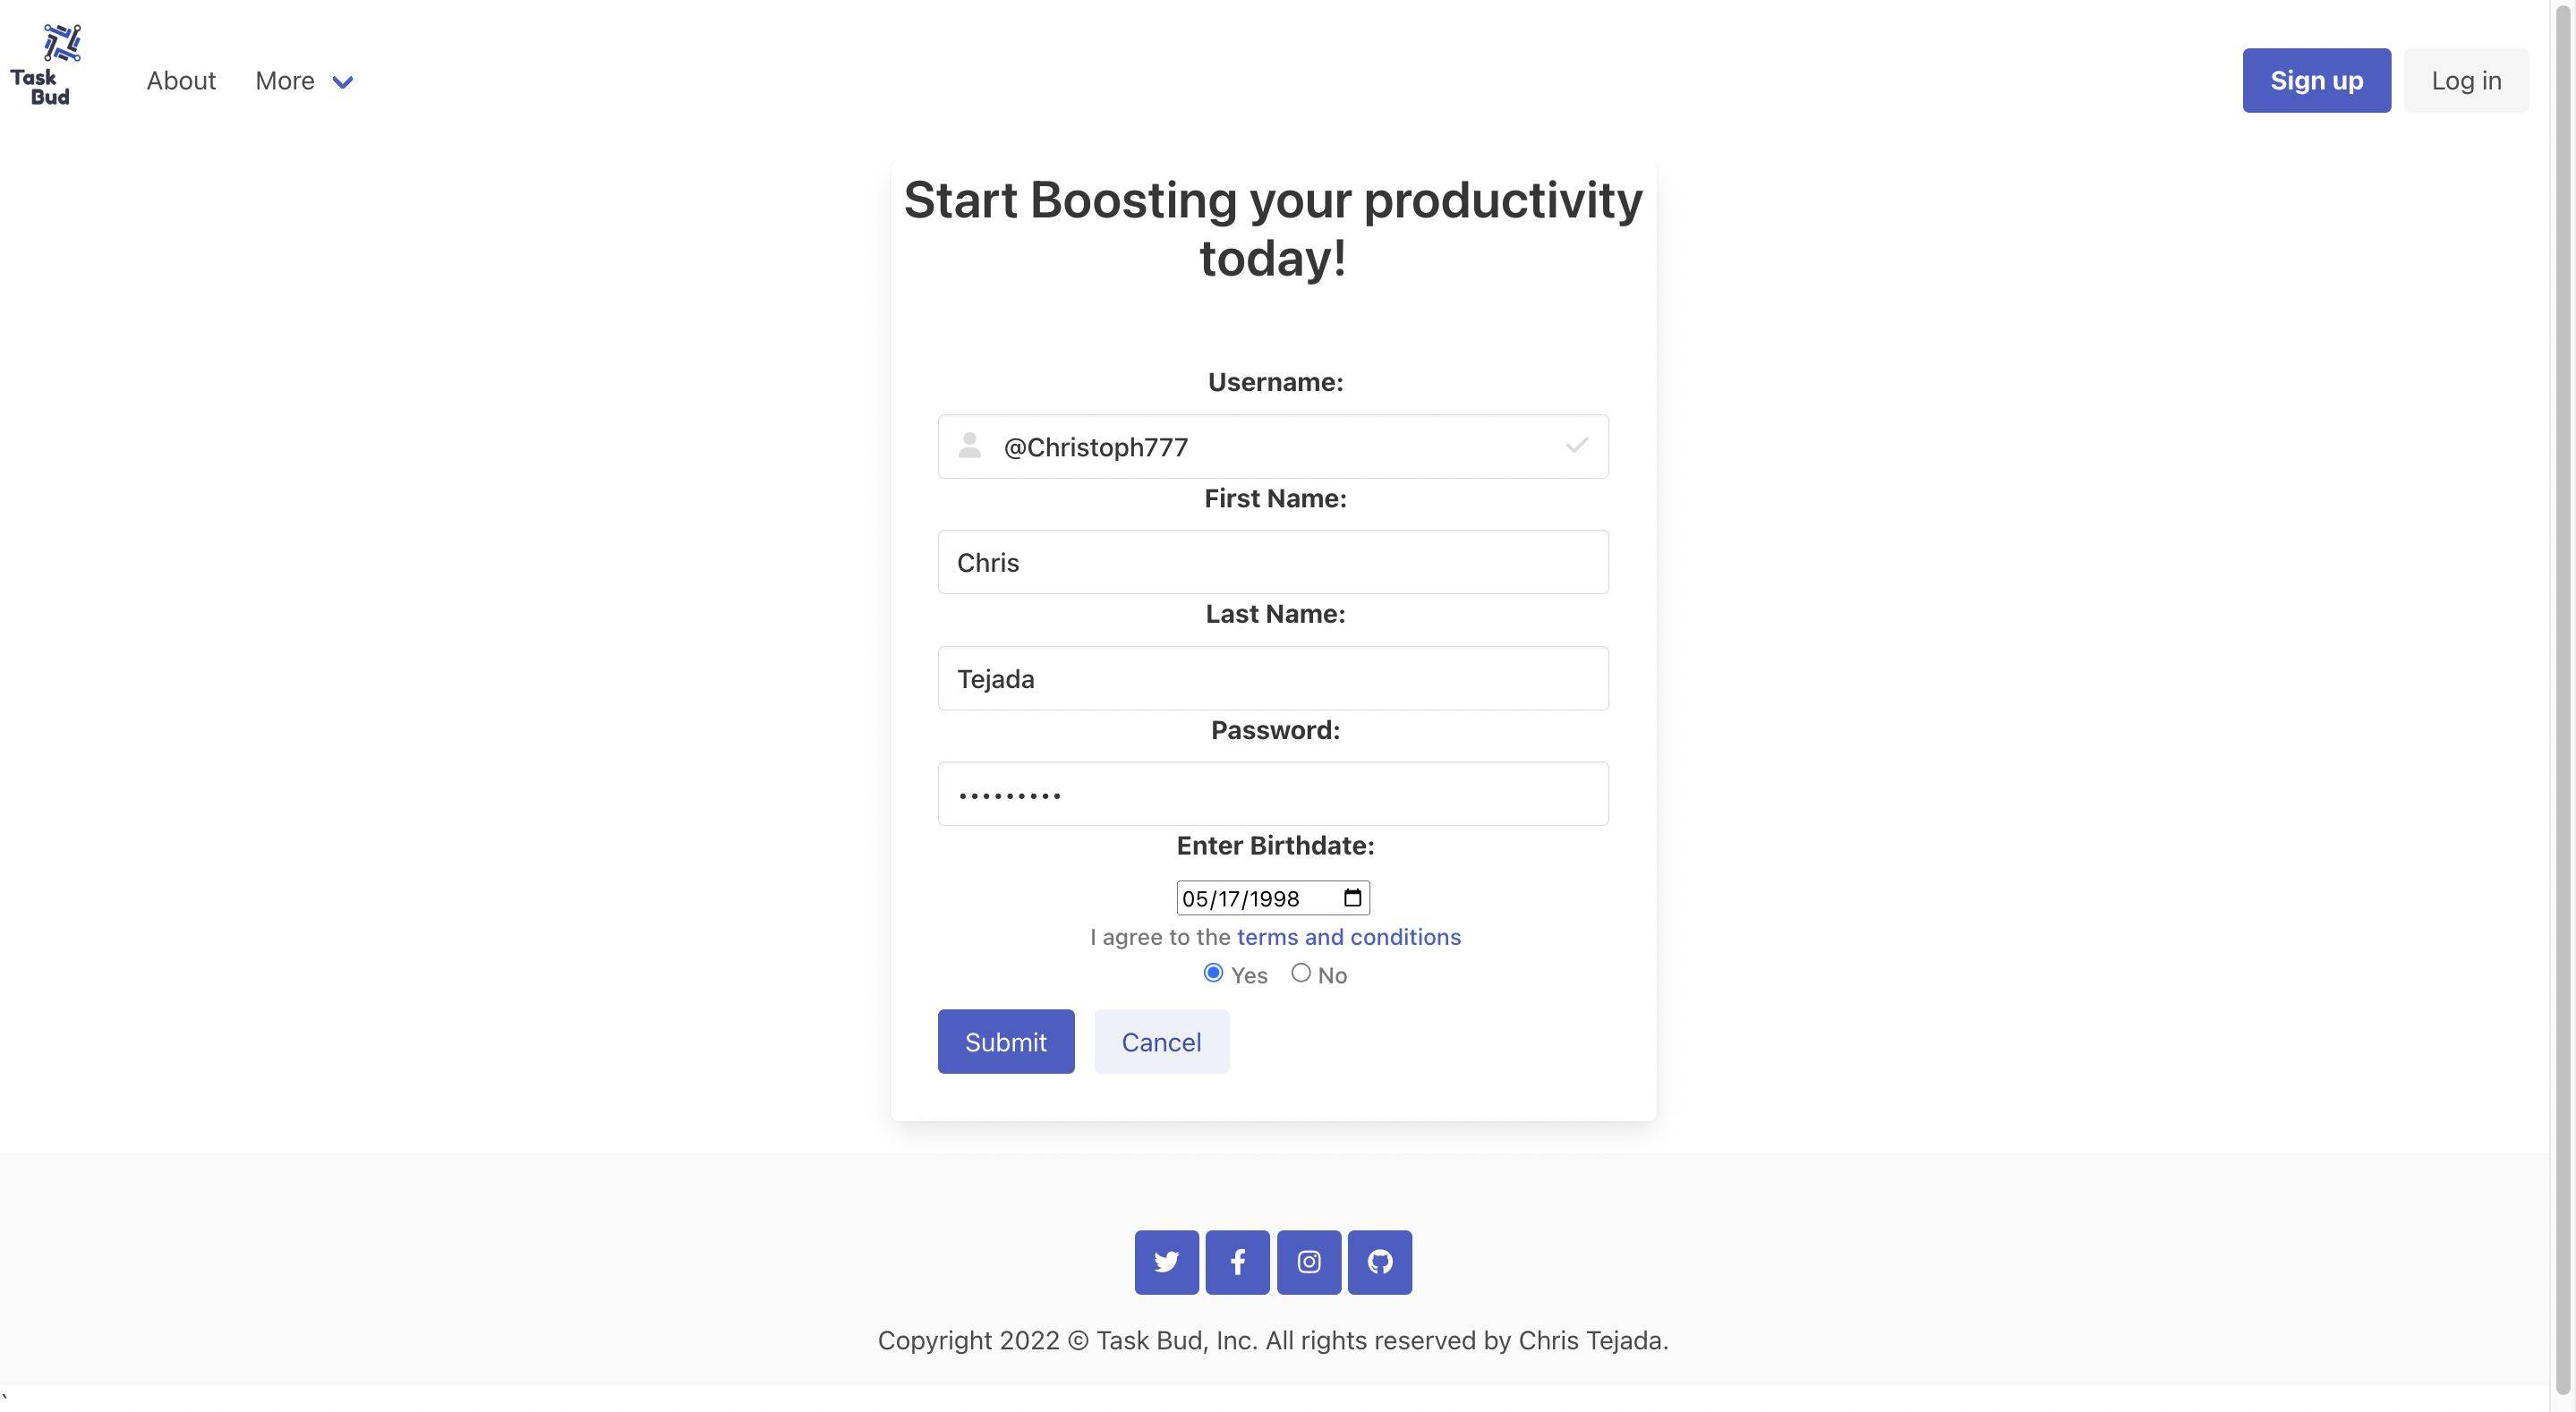 Task
Bud
About
More
Sign up
Log in
Start Boosting your productivity
today!
Username:
@Christoph777
First Name:
Chris
Last Name:
Tejada
Password:
•••••••••
Enter Birthdate:
05/17/1998
I agree to the terms and conditions
Yes No
Submit
Cancel
Copyright 2022 © Task Bud, Inc. All rights reserved by Chris Tejada.
`